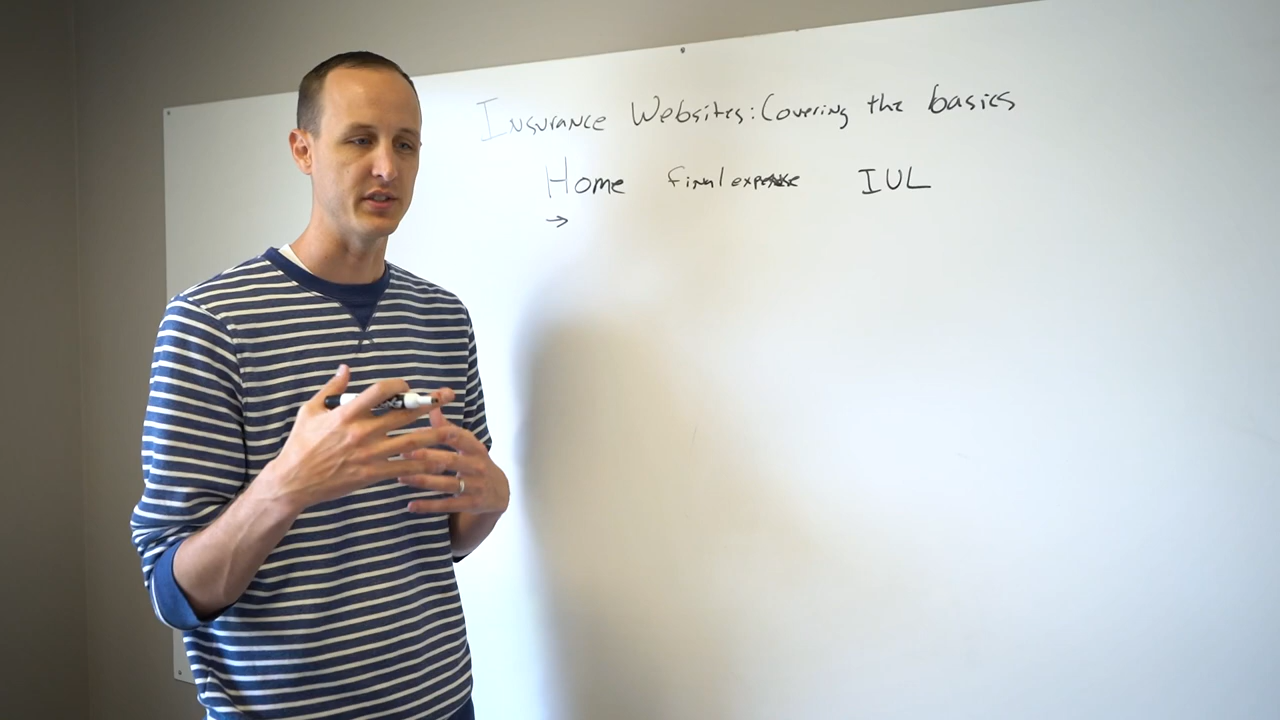 Insurance Websites: Covering the basics
Home final expense IUL
→